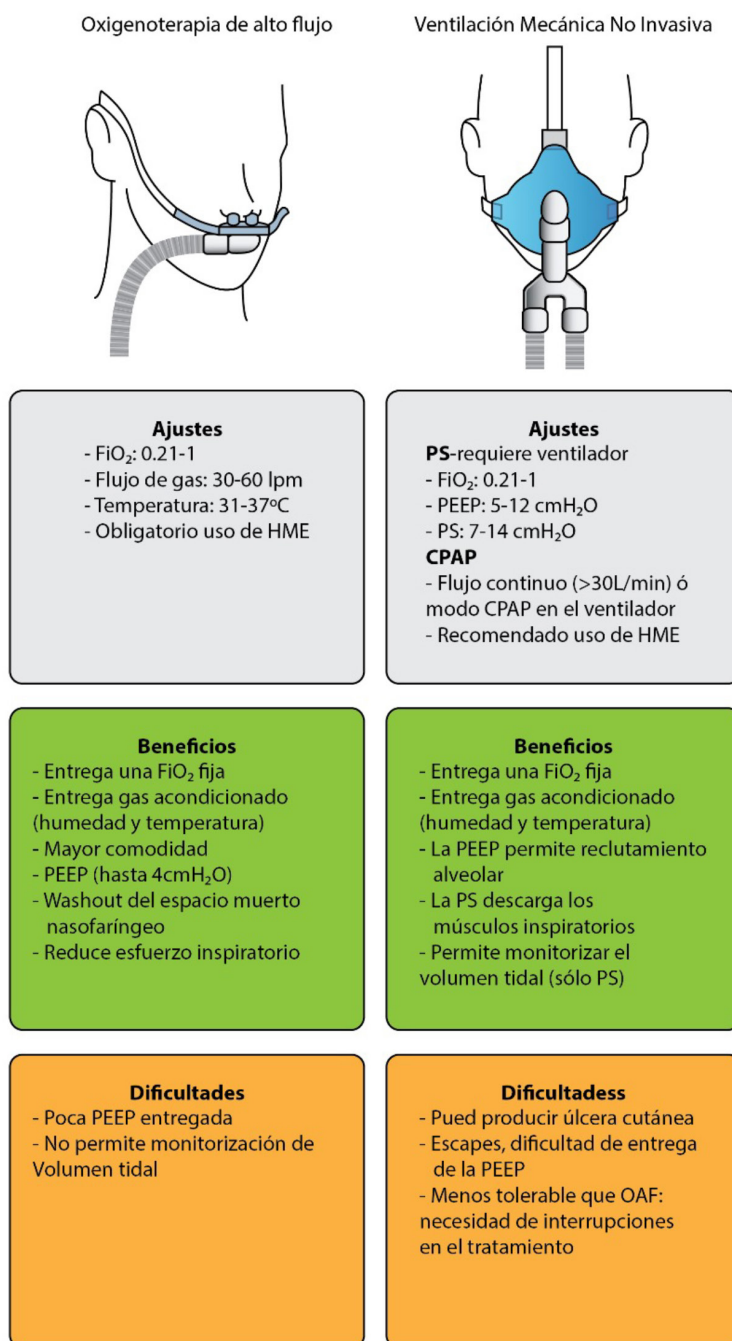 Oxigenoterapia de alto flujo
Ventilación Mecánica No Invasiva
Ajustes
- FiO₂: 0.21-1
- Flujo de gas: 30-60 lpm
- Temperatura: 31-37ºC
- Obligatorio uso de HME
Ajustes
PS-requiere ventilador
- FiO₂: 0.21-1
- PEEP: 5-12 cmH₂O
- PS: 7-14 cmH₂O
CPAP
- Flujo continuo (>30L/min) ó
modo CPAP en el ventilador
- Recomendado uso de HME
Beneficios
- Entrega una FiO₂ fija
- Entrega gas acondicionado
(humedad y temperatura)
- Mayor comodidad
- PEEP (hasta 4cmH₂O)
- Washout del espacio muerto
nasofaríngeo
- Reduce esfuerzo inspiratorio
Beneficios
- Entrega una FiO₂ fija
- Entrega gas acondicionado
(humedad y temperatura)
- La PEEP permite reclutamiento
alveolar
- La PS descarga los
músculos inspiratorios
- Permite monitorizar el
volumen tidal (sólo PS)
Dificultades
- Poca PEEP entregada
- No permite monitorización de
Volumen tidal
Dificultadess
- Pued producir úlcera cutánea
- Escapes, dificultad de entrega
de la PEEP
- Menos tolerable que OAF:
necesidad de interrupciones
en el tratamiento